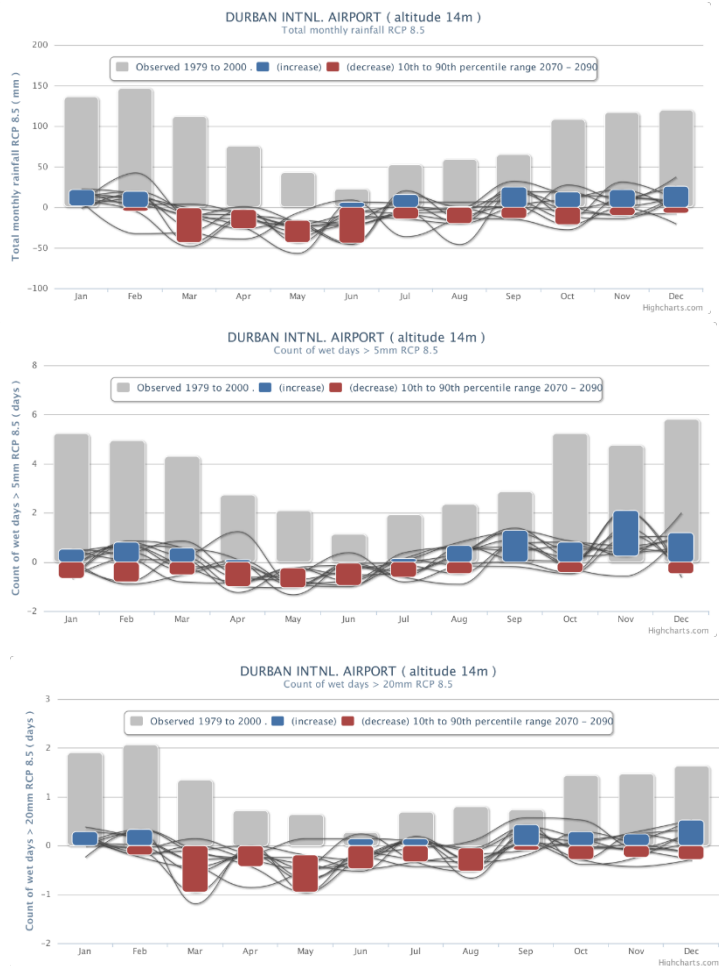 DURBAN INTNL. AIRPORT ( altitude 14m )
Total monthly rainfall RCP 8.5
Total monthly rainfall RCP 8.5 ( mm )
200
150
100
50
0
-50
-100
Observed 1979 to 2000 . (increase) (decrease) 10th to 90th percentile range 2070 - 2090
Jan Feb Mar Apr May Jun Jul Aug Sep Oct Nov Dec
Highcharts.com
DURBAN INTNL. AIRPORT ( altitude 14m )
Count of wet days > 5mm RCP 8.5
Count of wet days > 5mm RCP 8.5 ( days )
8
6
4
2
0
-2
Observed 1979 to 2000 . (increase) (decrease) 10th to 90th percentile range 2070 - 2090
Jan Feb Mar Apr May Jun Jul Aug Sep Oct Nov Dec
Highcharts.com
DURBAN INTNL. AIRPORT ( altitude 14m )
Count of wet days > 20mm RCP 8.5
Count of wet days > 20mm RCP 8.5 ( days )
3
2
1
0
-1
-2
Observed 1979 to 2000 . (increase) (decrease) 10th to 90th percentile range 2070 - 2090
Jan Feb Mar Apr May Jun Jul Aug Sep Oct Nov Dec
Highcharts.com